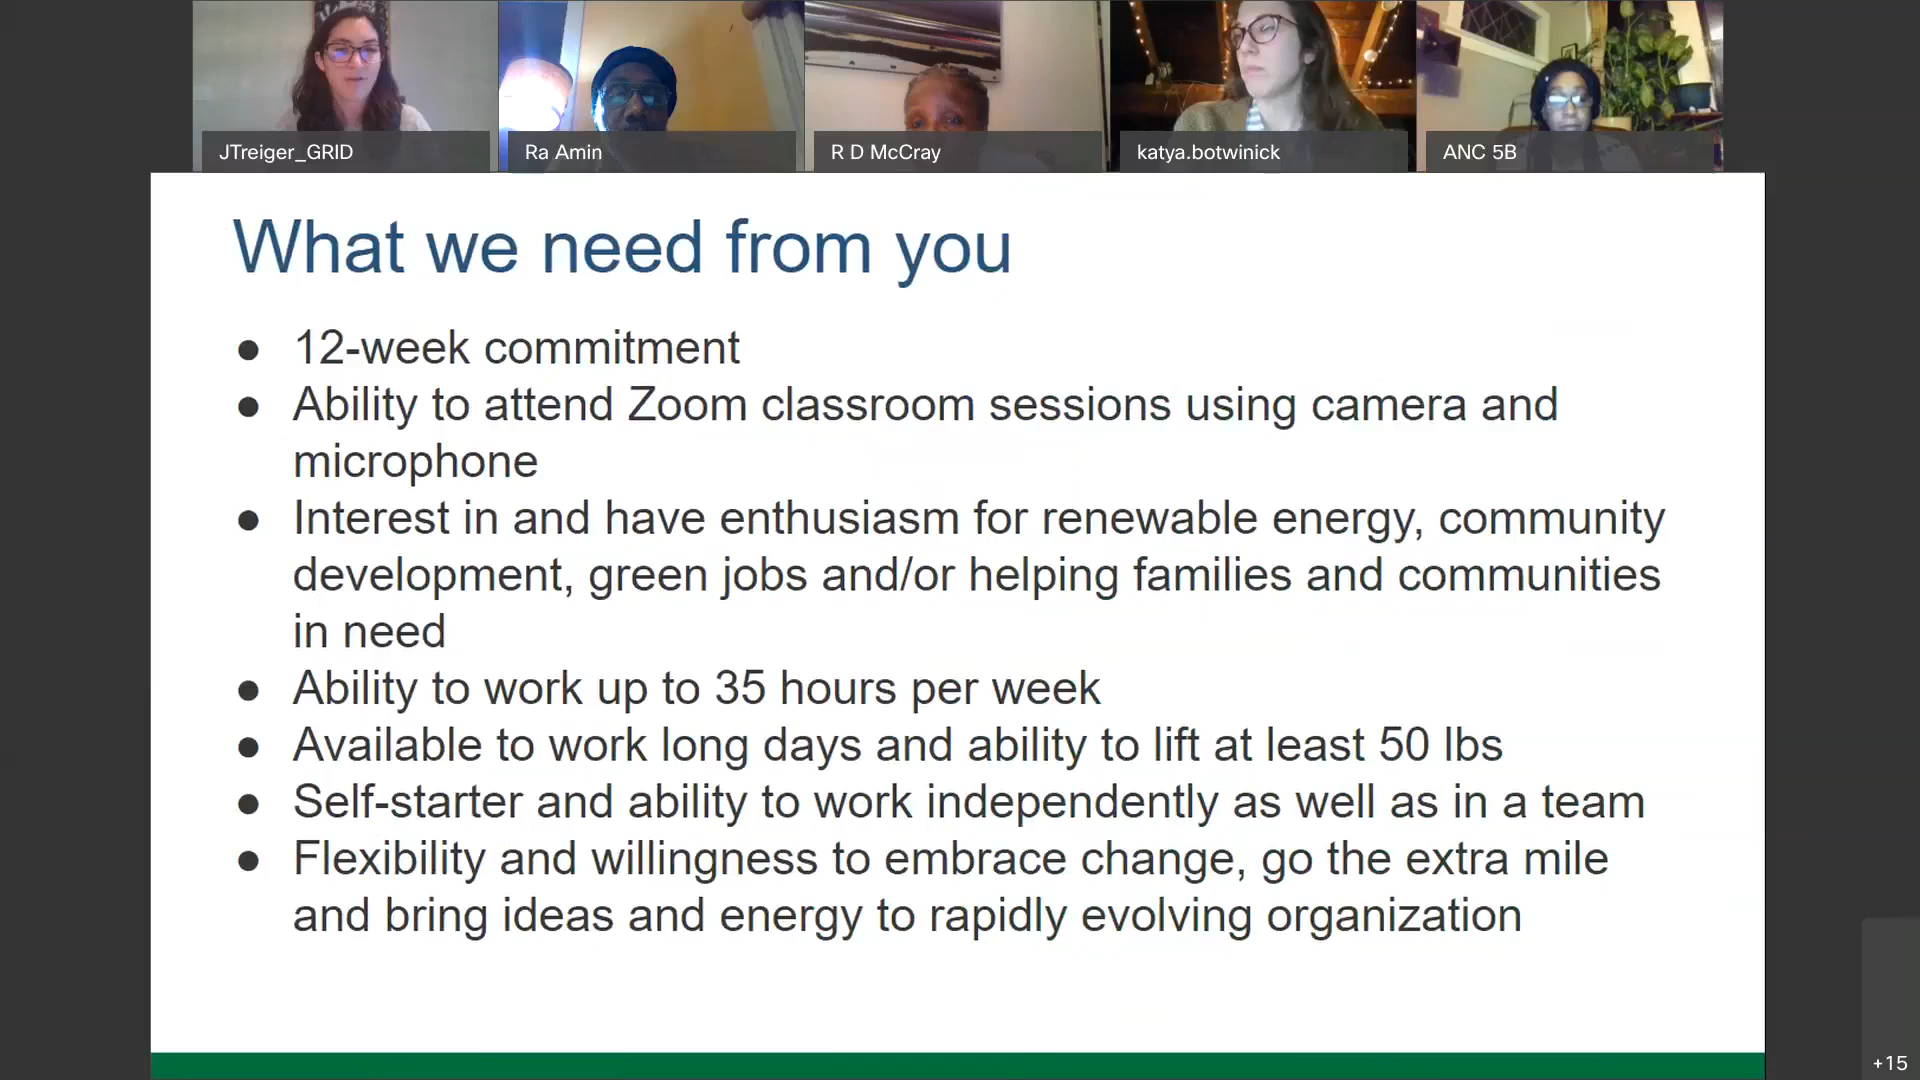 JTreiger_GRID
Ra Amin
R D McCray
katya.botwinick
ANC 5B
What we need from you
● 12-week commitment
● Ability to attend Zoom classroom sessions using camera and
microphone
● Interest in and have enthusiasm for renewable energy, community
development, green jobs and/or helping families and communities
in need
● Ability to work up to 35 hours per week
● Available to work long days and ability to lift at least 50 lbs
● Self-starter and ability to work independently as well as in a team
● Flexibility and willingness to embrace change, go the extra mile
and bring ideas and energy to rapidly evolving organization
+15